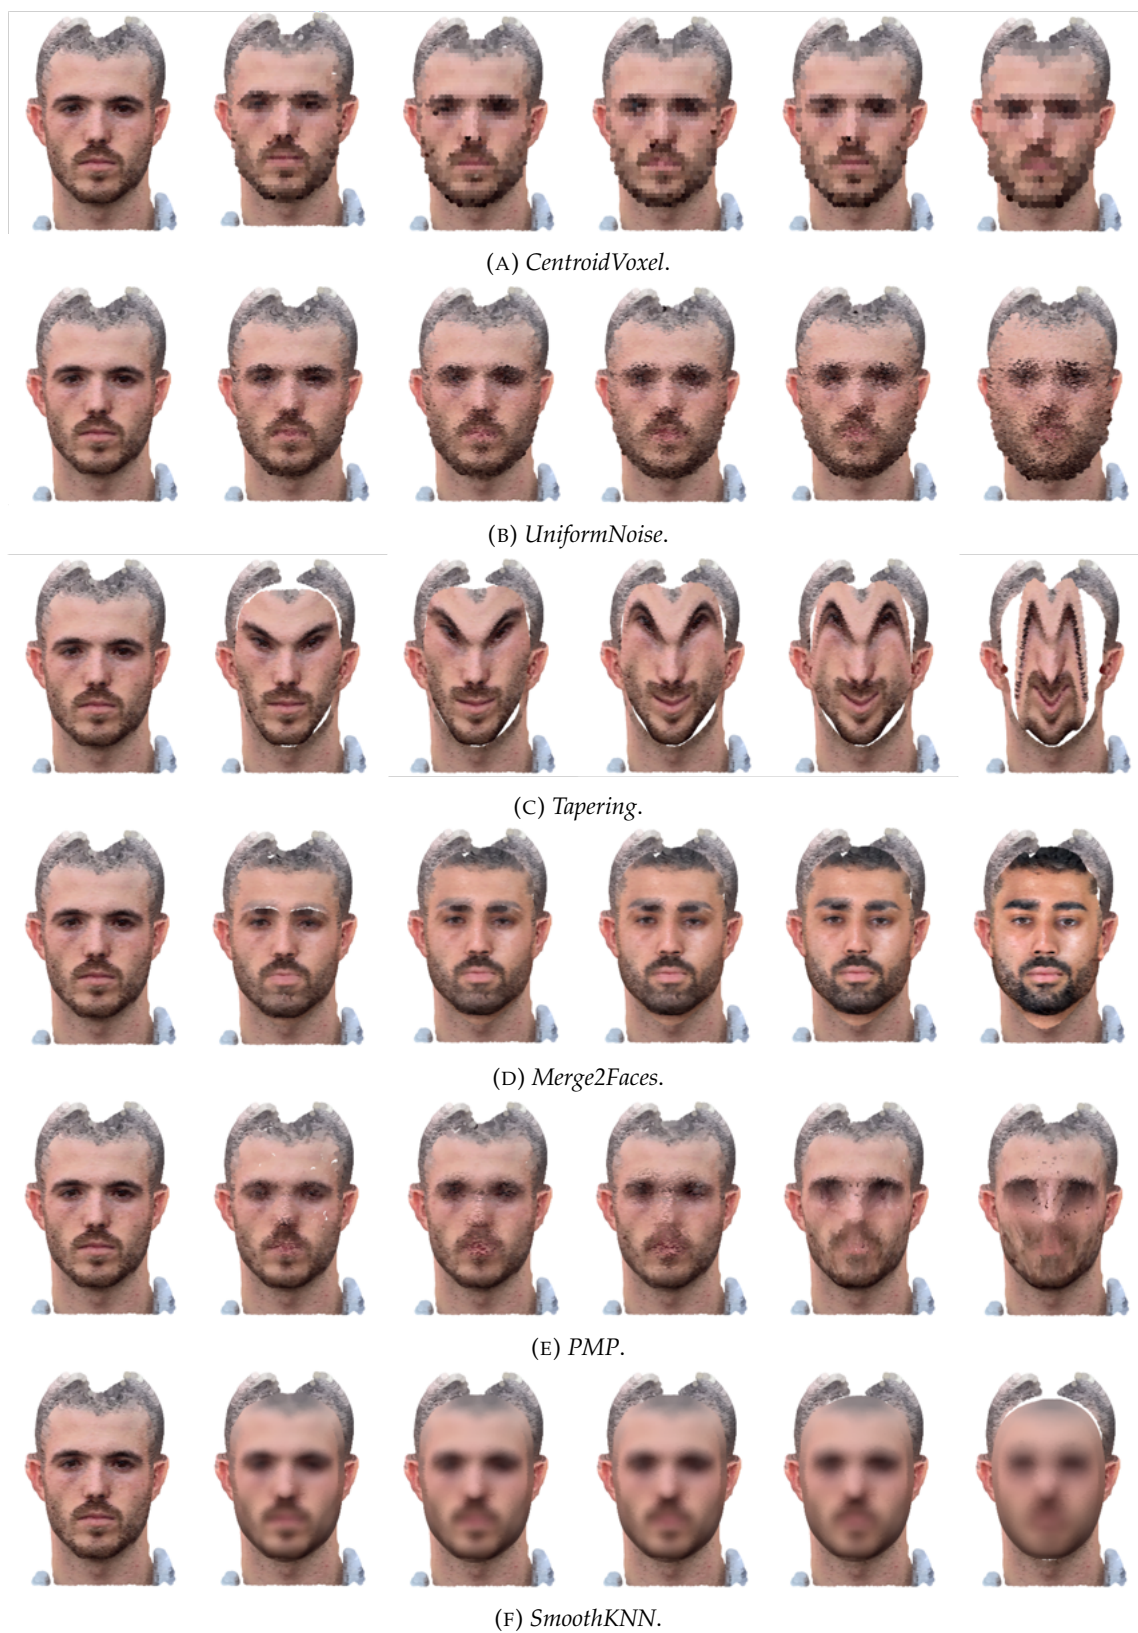 (A) CentroidVoxel.
(B) UniformNoise.
(C) Tapering.
(D) Merge2Faces.
(E) PMP.
(F) SmoothKNN.